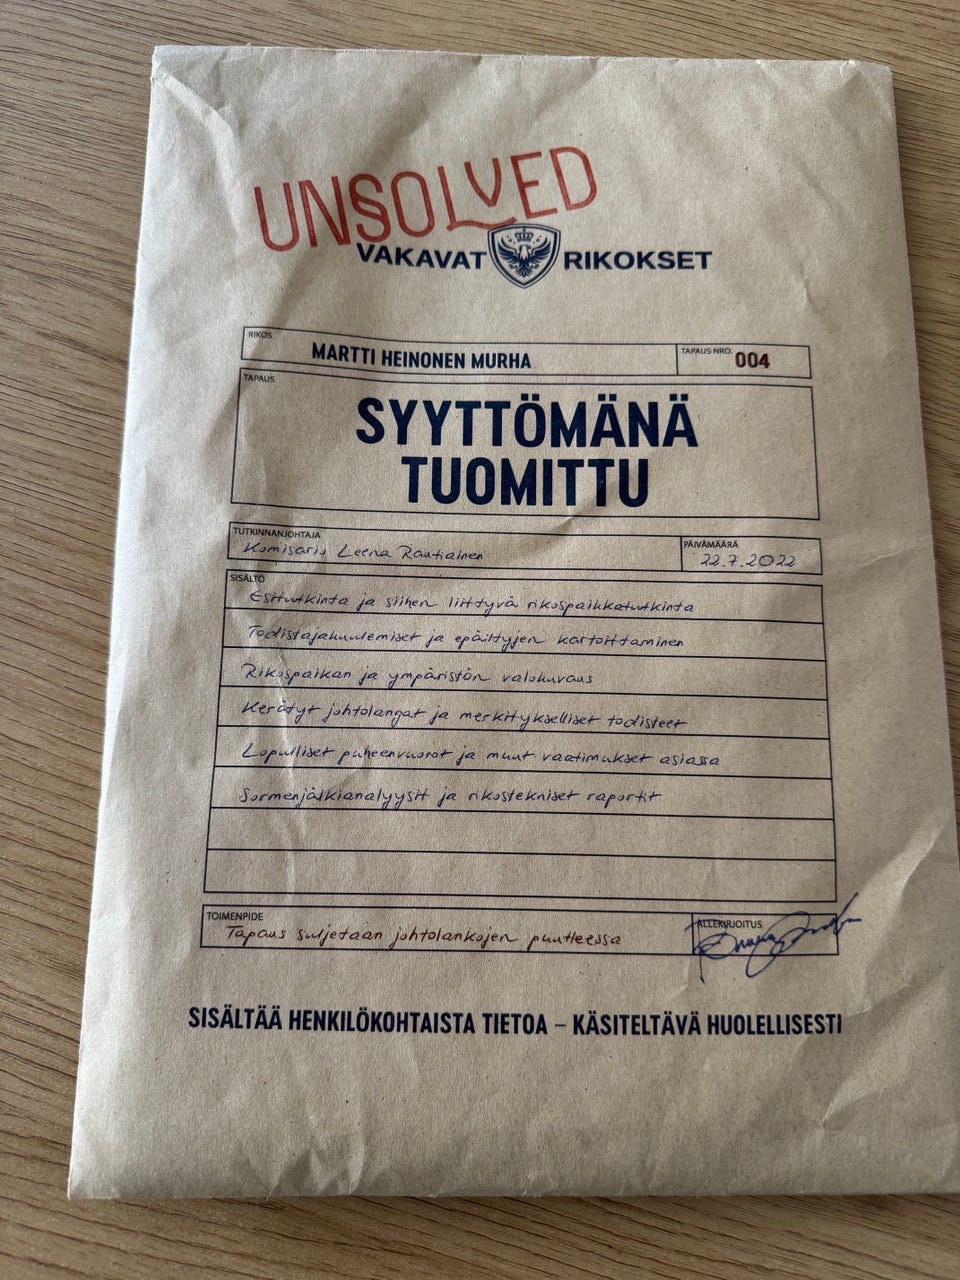 UNSOLVED
VAKAVAT RIKOKSET
RIKOS
MARTTI HEINONEN MURHA
TAPAUS NRO. 004
TAPAUS
SYYTTÖMÄNÄ
TUOMITTU
TUTKINNANJOHTAJA
Komisario Leena Rautiainen
PÄIVÄMÄÄRÄ
22.7.2022
SISÄLTÖ
Esitutkinta ja siihen liittyvä rikospaikkatutkinta
Todistajakuulemiset ja epäiltyjen kartoittaminen
Rikospaikan ja ympäristön valokuvaus
Kerätyt johtolangat ja merkitykselliset todisteet
Lopulliset puheenvuorot ja muut vaatimukset asiassa
Sormenjälkianalyysit ja rikostekniset raportit
TOIMENPIDE
Tapaus suljetaan johtolankojen puutteessa
ALLEKIRJOITUS
SISÄLTÄÄ HENKILÖKOHTAISTA TIETOA – KÄSITELTÄVÄ HUOLELLISESTI